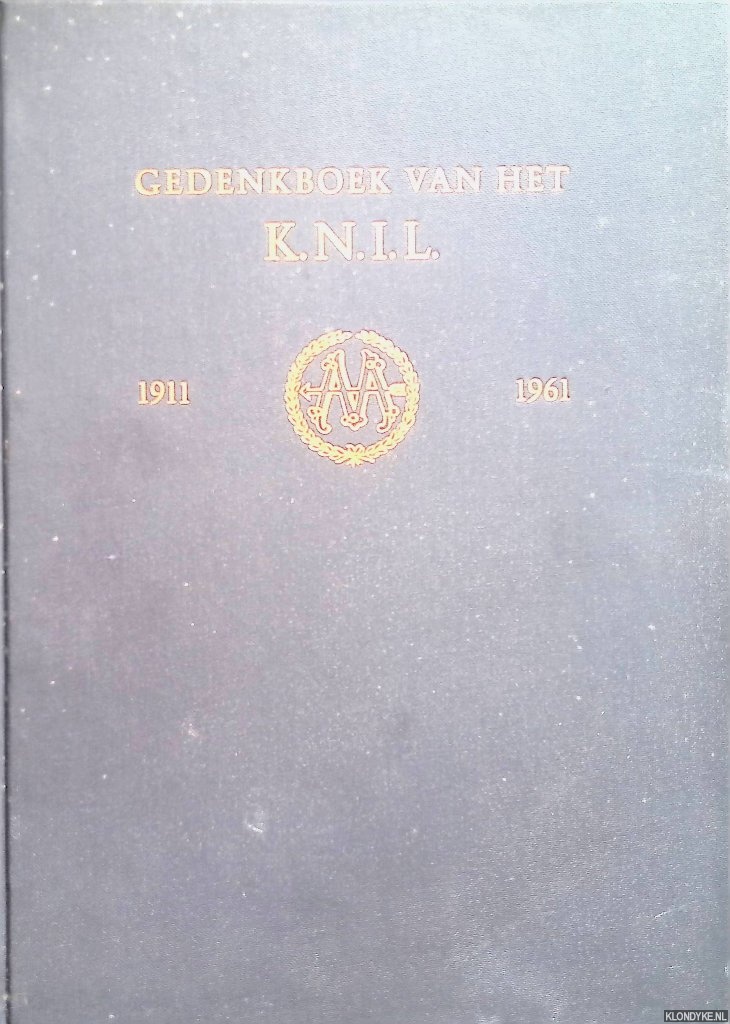 GEDENKBOEK VAN HET
K.N.I.L.
1911 1961
KLONDYKE.NL